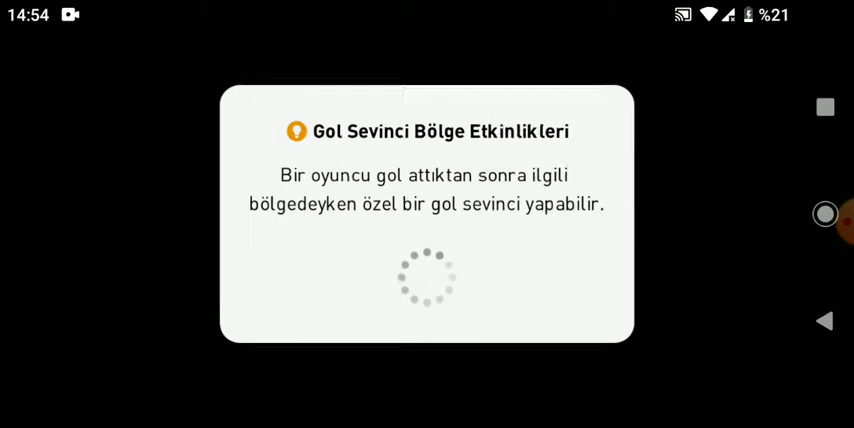 14:54
%21
Gol Sevinci Bölge Etkinlikleri
Bir oyuncu gol attıktan sonra ilgili
bölgedeyken özel bir gol sevinci yapabilir.